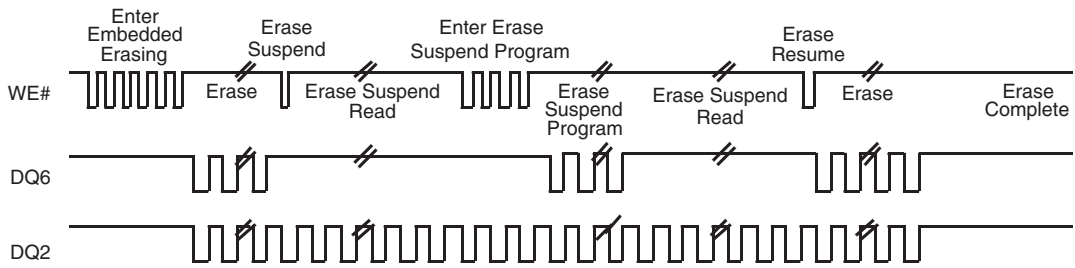 Enter
Embedded
Erasing
Erase
Suspend
Enter Erase
Suspend Program
Erase
Resume
WE#
Erase
Erase Suspend
Read
Erase
Suspend
Program
Erase Suspend
Read
Erase
Erase
Complete
DQ6
DQ2